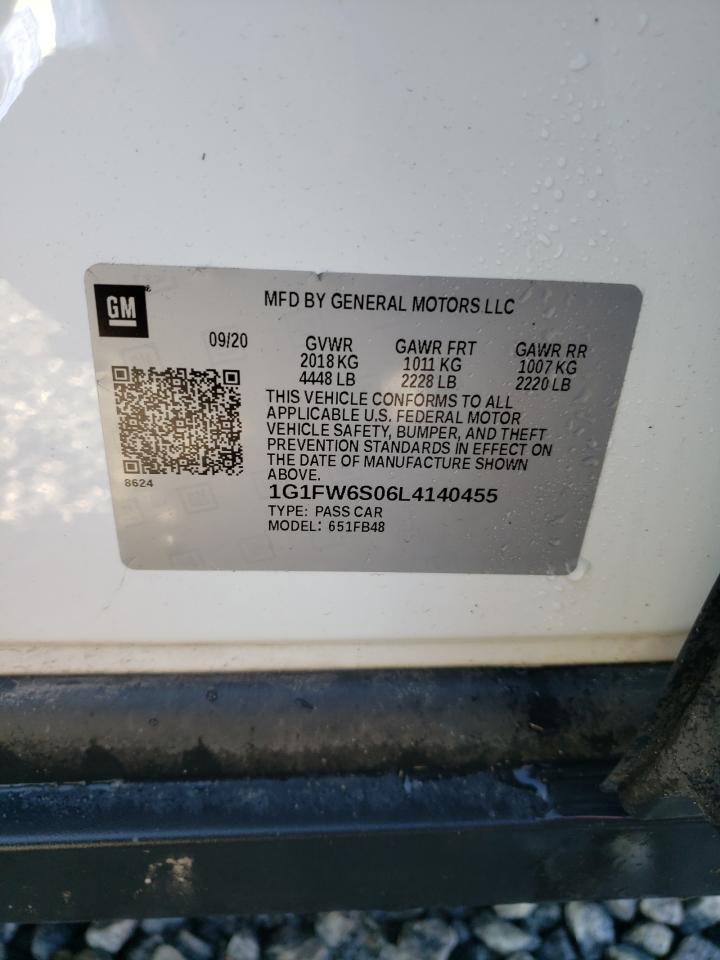 GM
MFD BY GENERAL MOTORS LLC
09/20
GVWR GAWR FRT GAWR RR
2018 KG 1011 KG 1007 KG
4448 LB 2228 LB 2220 LB
THIS VEHICLE CONFORMS TO ALL
APPLICABLE U.S. FEDERAL MOTOR
VEHICLE SAFETY, BUMPER, AND THEFT
PREVENTION STANDARDS IN EFFECT ON
THE DATE OF MANUFACTURE SHOWN
ABOVE.
8624
1G1FW6S06L4140455
TYPE: PASS CAR
MODEL: 651FB48